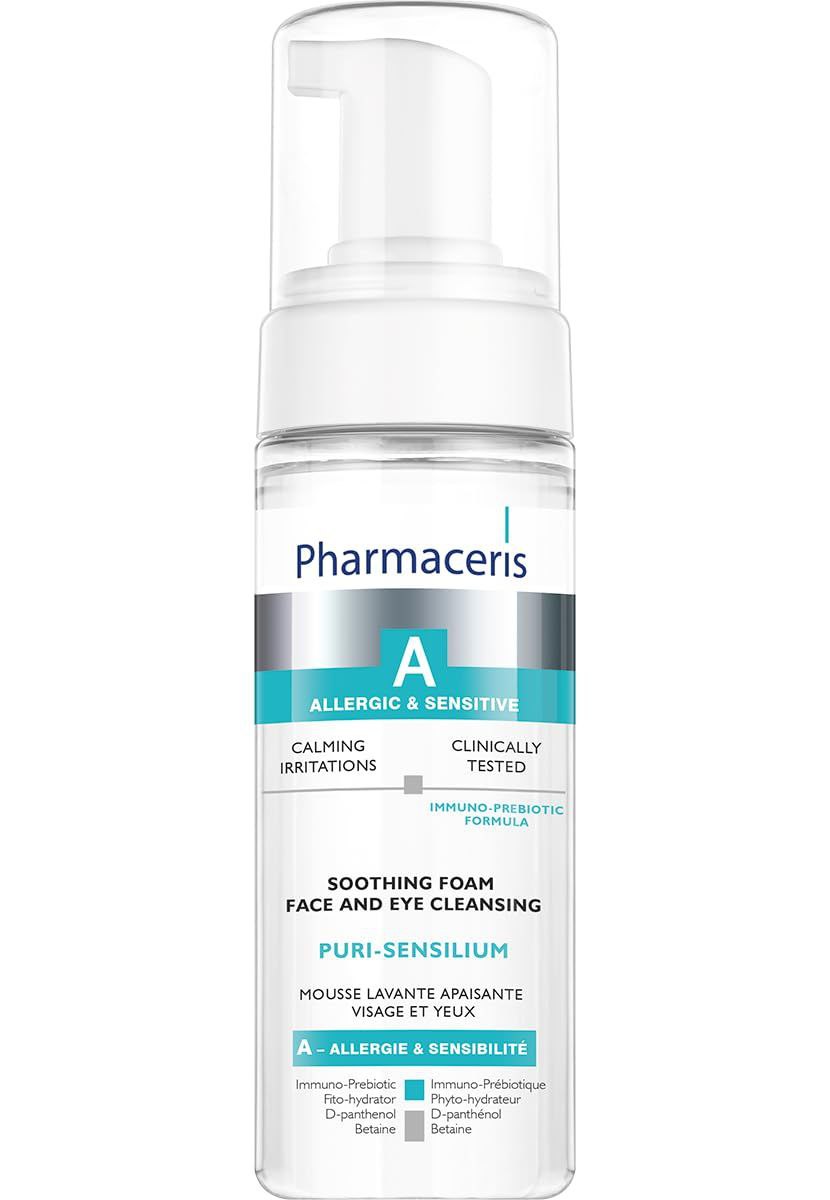 Pharmaceris
A
ALLERGIC & SENSITIVE
CALMING
IRRITATIONS
CLINICALLY
TESTED
IMMUNO-PREBIOTIC
FORMULA
SOOTHING FOAM
FACE AND EYE CLEANSING
PURI-SENSILIUM
MOUSSE LAVANTE APAISANTE
VISAGE ET YEUX
A – ALLERGIE & SENSIBILITÉ
Immuno-Prebiotic
Fito-hydrator
D-panthenol
Betaine
Immuno-Prébiotique
Phyto-hydrateur
D-panthénol
Betaine